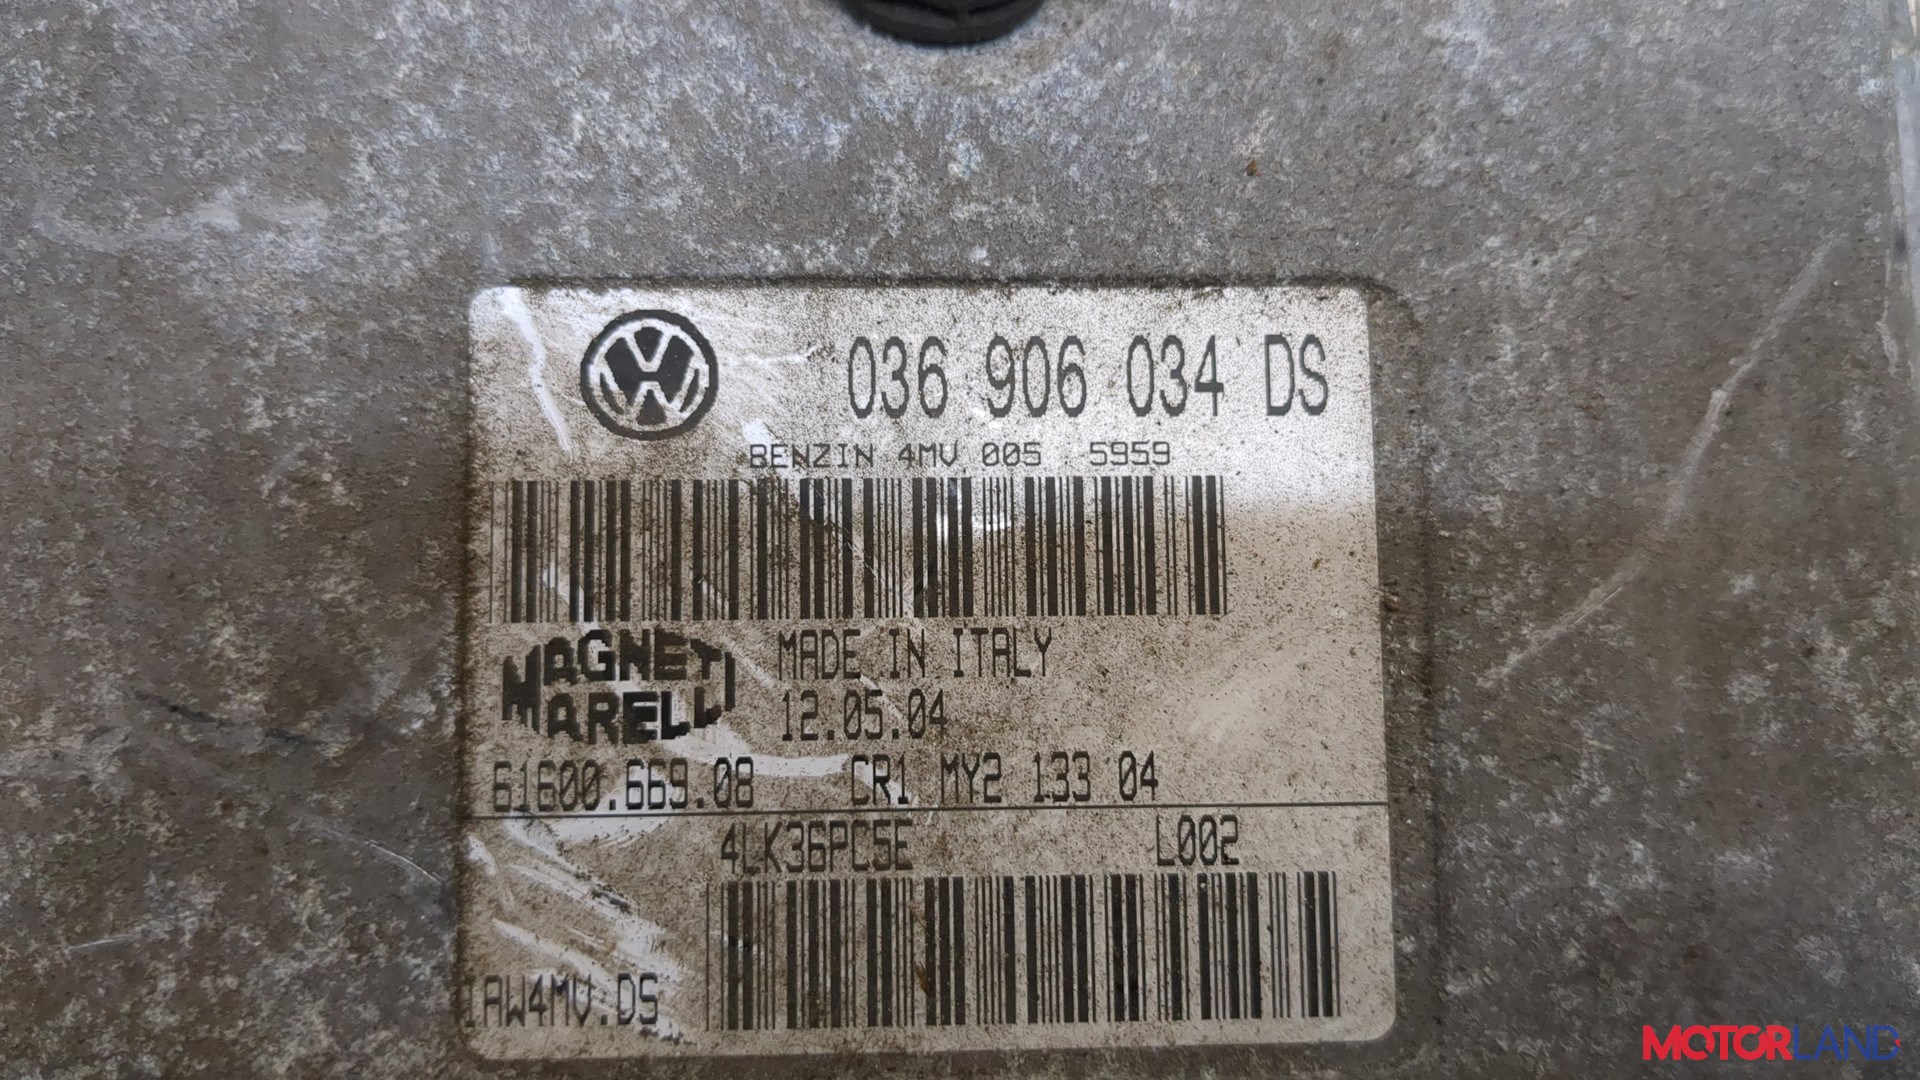 036 906 034 DS
BENZIN 4MV 005 5959
MAGNETI MARELLI
MADE IN ITALY
12.05.04
61600.669.08 CR1 MY2 133 04
4LK36PC5E L002
IAW4MV.DS
MOTORLAND